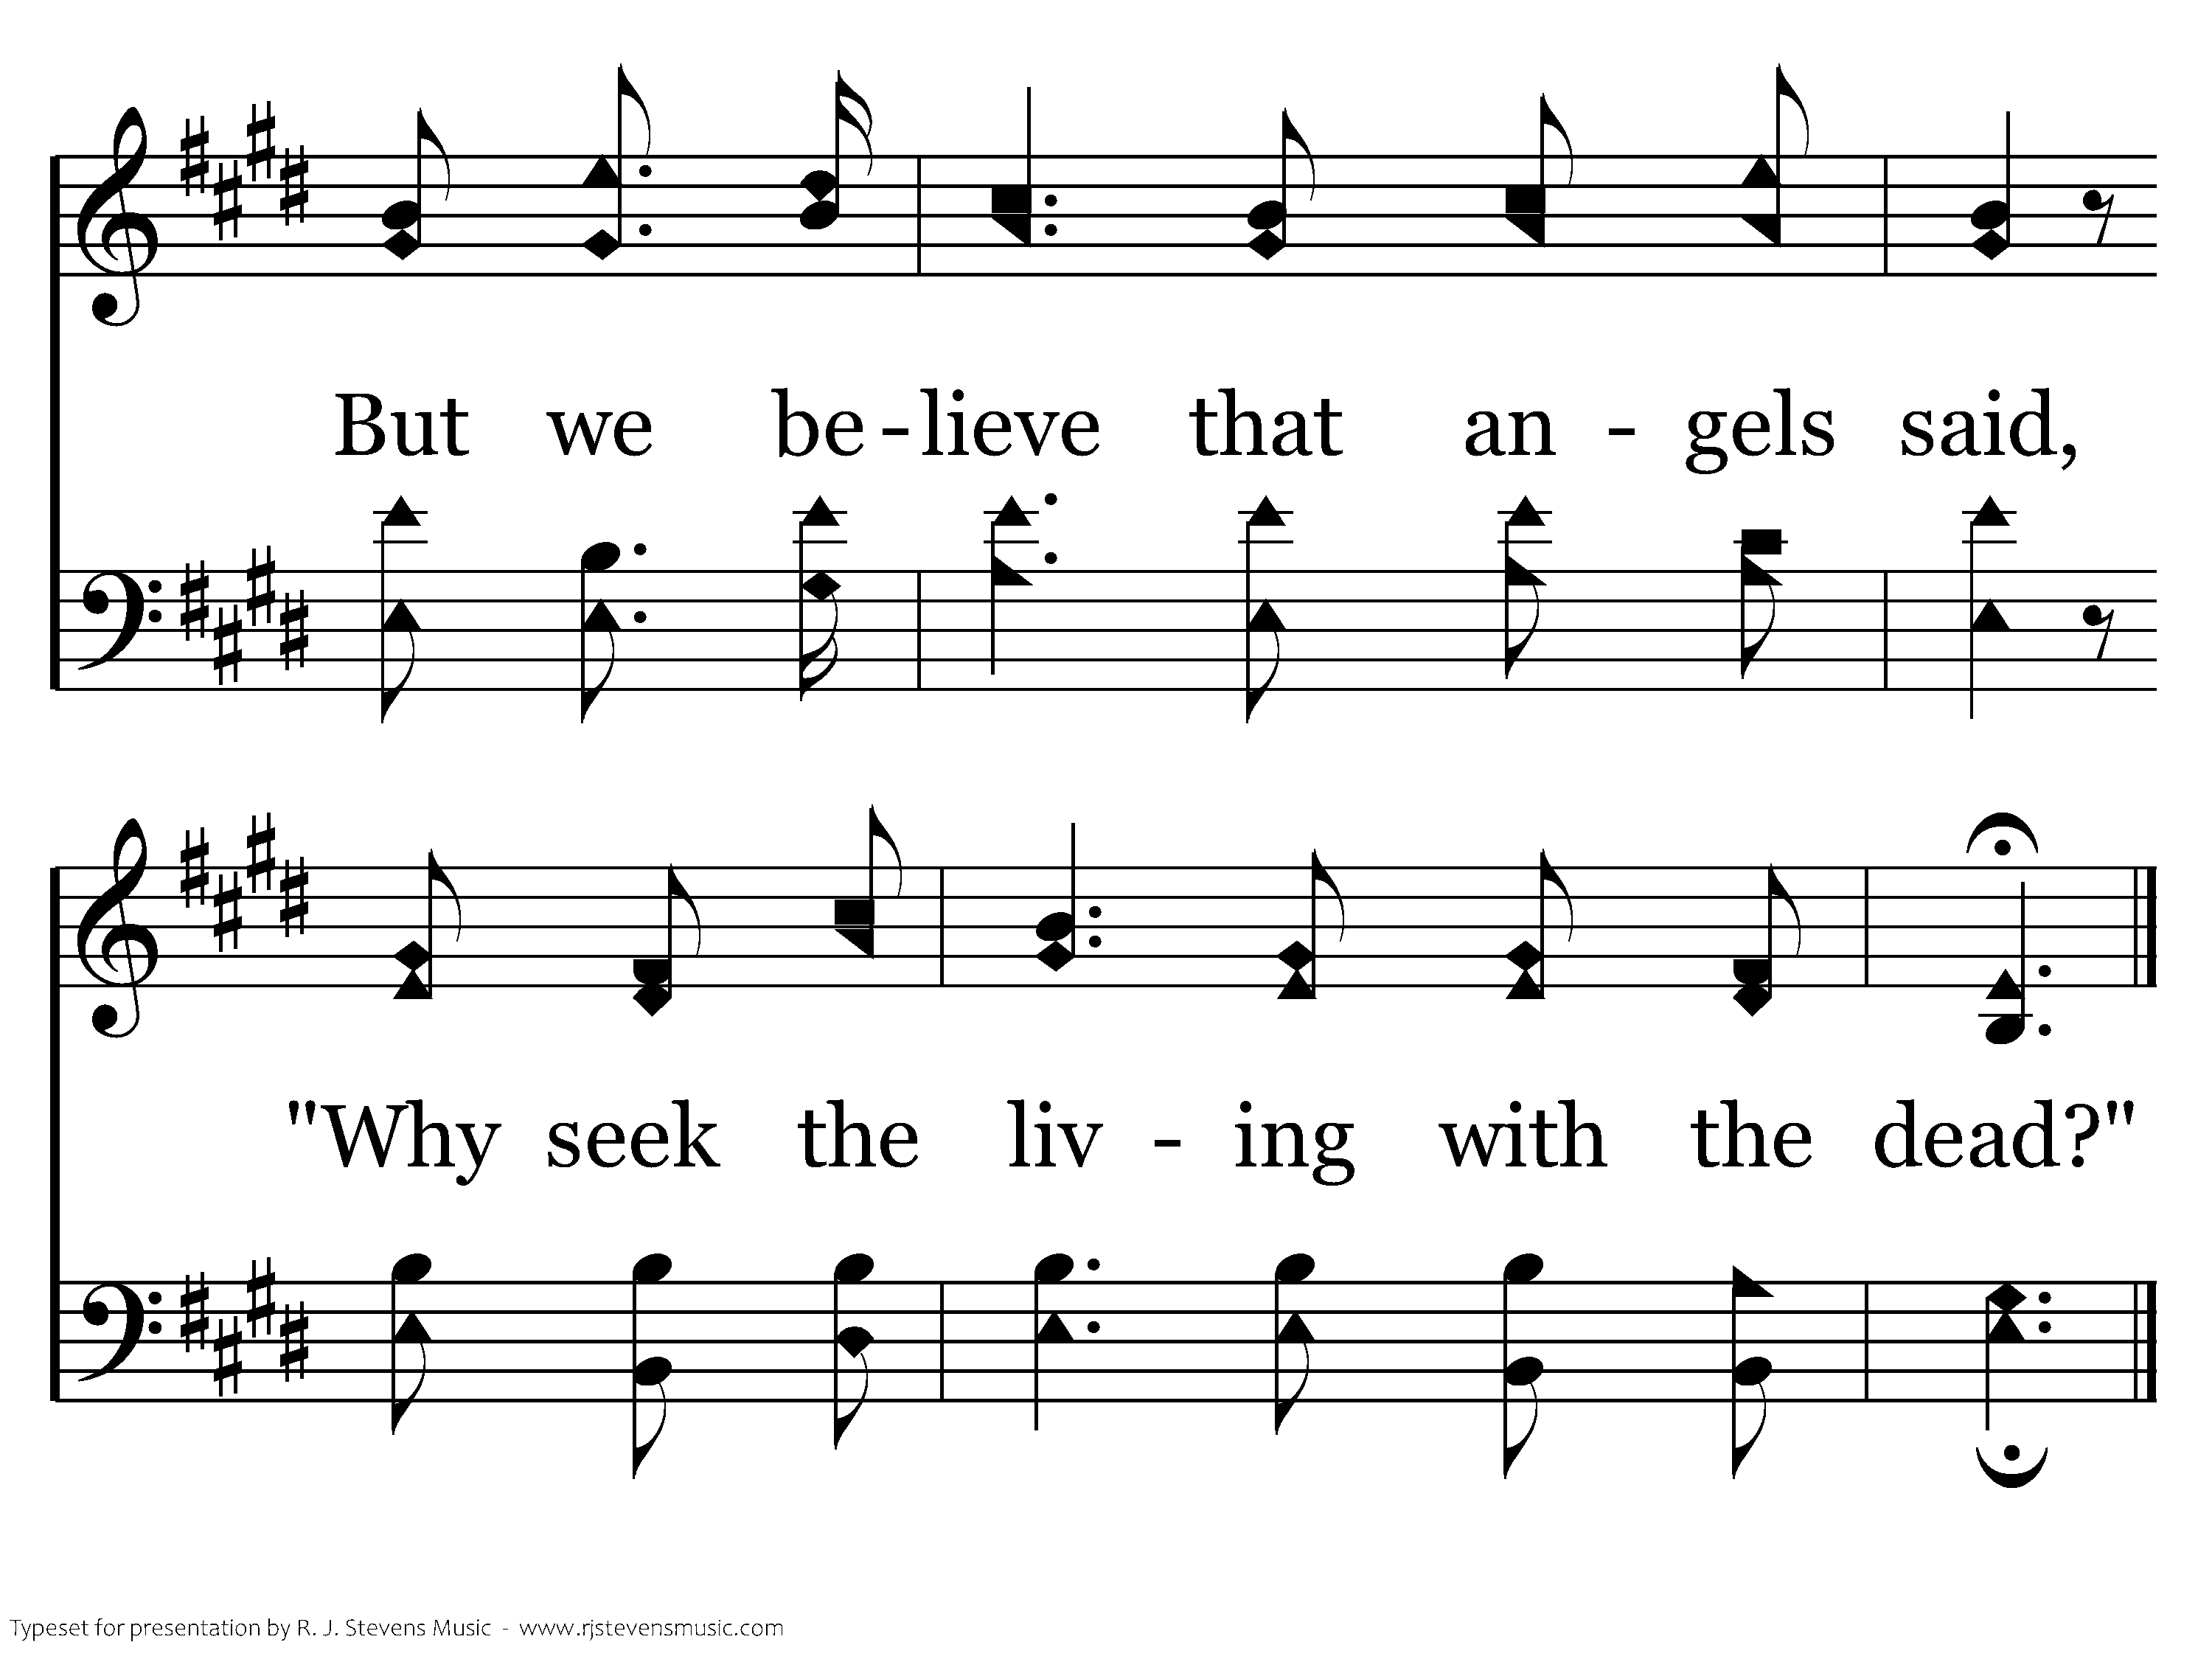 But we be - lieve that an - gels said,
"Why seek the liv - ing with the dead?"
Typeset for presentation by R. J. Stevens Music - www.rjstevensmusic.com